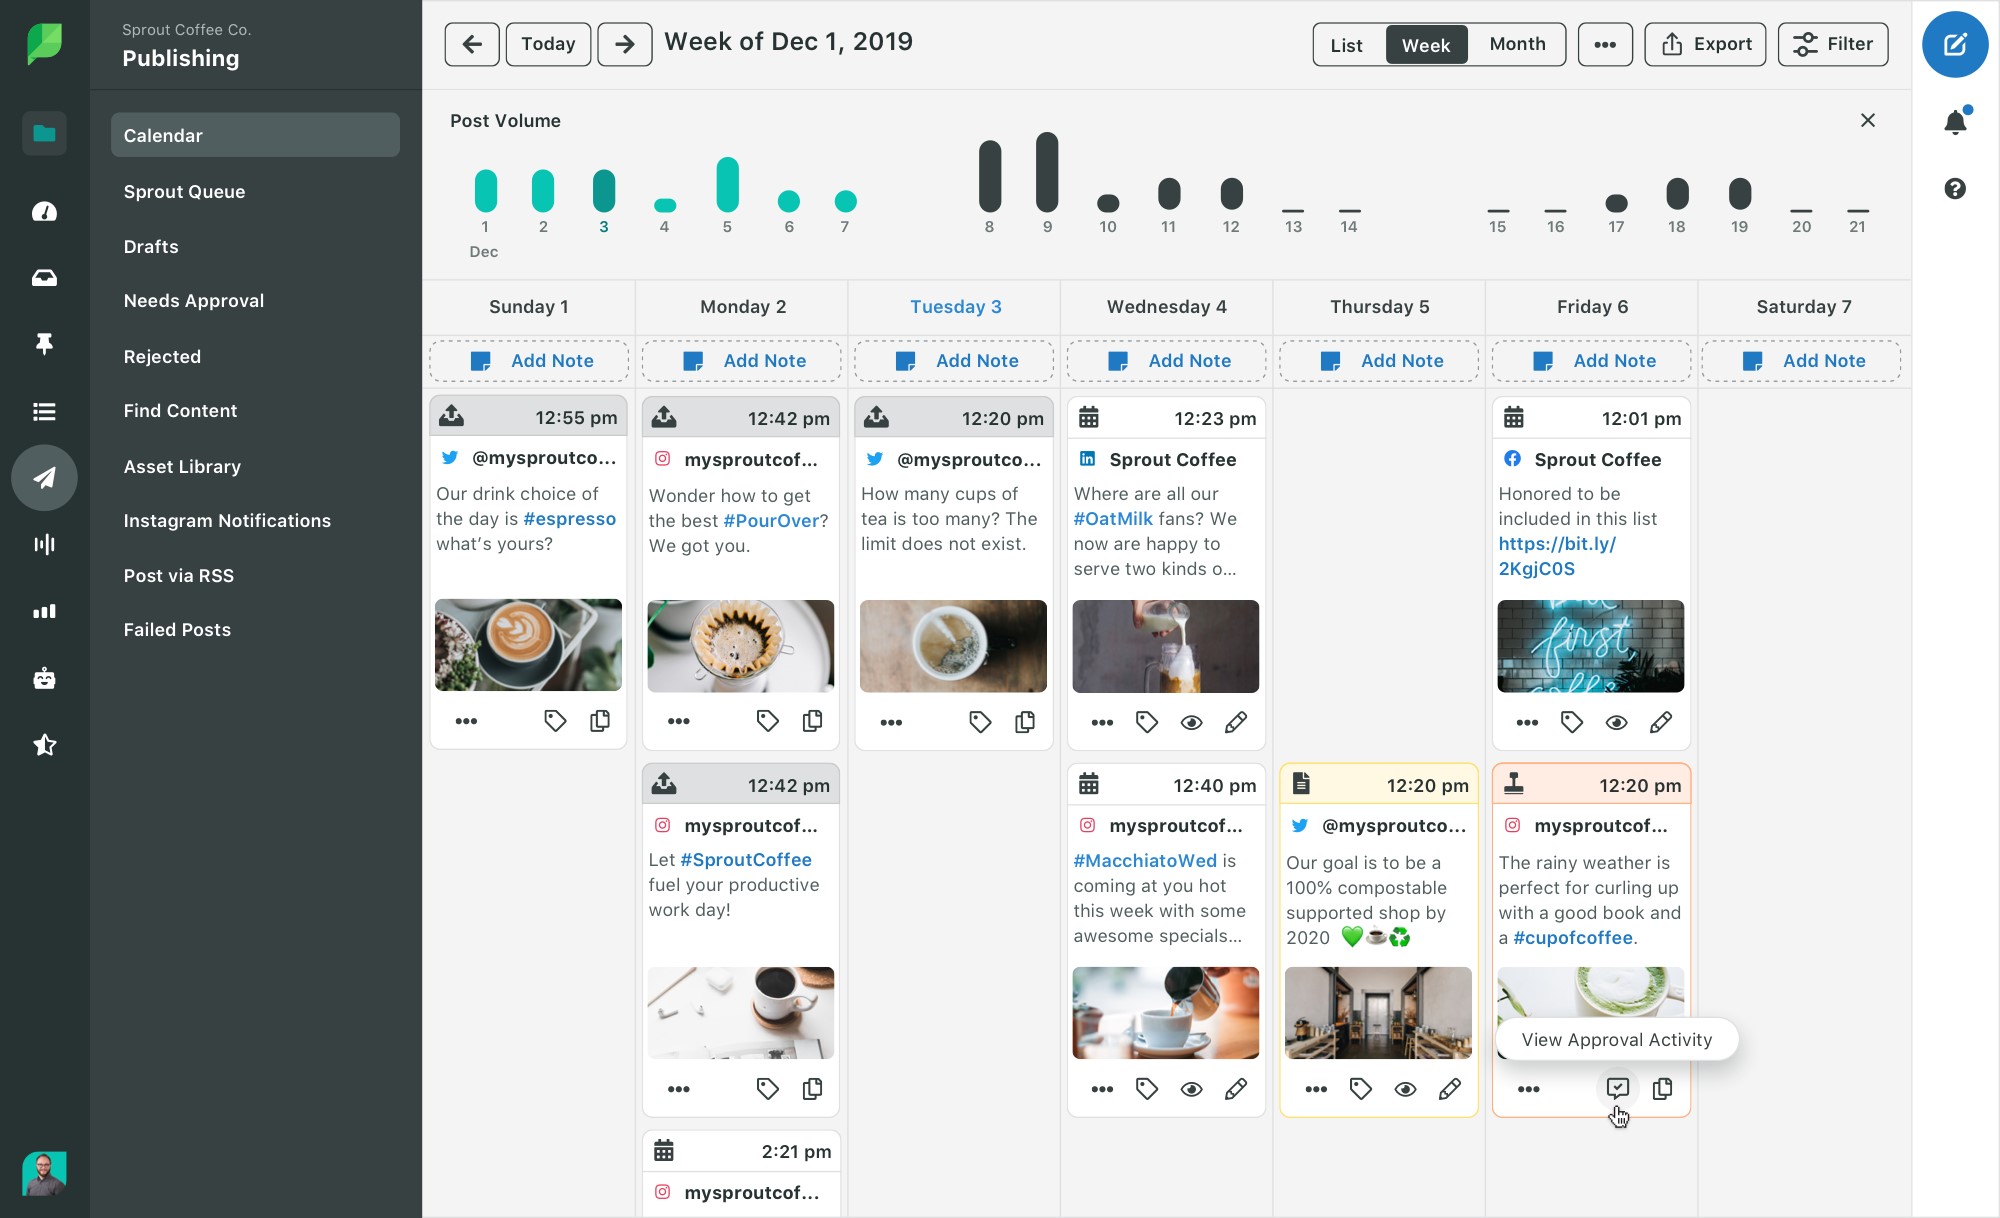 Sprout Coffee Co.
Publishing
Calendar
Sprout Queue
Drafts
Needs Approval
Rejected
Find Content
Asset Library
Instagram Notifications
Post via RSS
Failed Posts
Today
Week of Dec 1, 2019
List
Week
Month
Export
Filter
Post Volume
1 2 3 4 5 6 7 8 9 10 11 12 13 14 15 16 17 18 19 20 21
Dec
Sunday 1
Monday 2
Tuesday 3
Wednesday 4
Thursday 5
Friday 6
Saturday 7
Add Note
Add Note
Add Note
Add Note
Add Note
Add Note
Add Note
12:55 pm
@mysproutco...
Our drink choice of
the day is #espresso
what's yours?
12:42 pm
mysproutcof...
Wonder how to get
the best #PourOver?
We got you.
12:20 pm
@mysproutco...
How many cups of
tea is too many? The
limit does not exist.
12:23 pm
Sprout Coffee
Where are all our
#OatMilk fans? We
now are happy to
serve two kinds o...
12:01 pm
Sprout Coffee
Honored to be
included in this list
https://bit.ly/
2KgjC0S
but
first,
coffee
12:42 pm
mysproutcof...
Let #SproutCoffee
fuel your productive
work day!
12:40 pm
mysproutcof...
#MacchiatoWed is
coming at you hot
this week with some
awesome specials...
12:20 pm
@mysproutco...
Our goal is to be a
100% compostable
supported shop by
2020 💚☕♻
12:20 pm
mysproutcof...
The rainy weather is
perfect for curling up
with a good book and
a #cupofcoffee.
View Approval Activity
2:21 pm
mysproutcof...